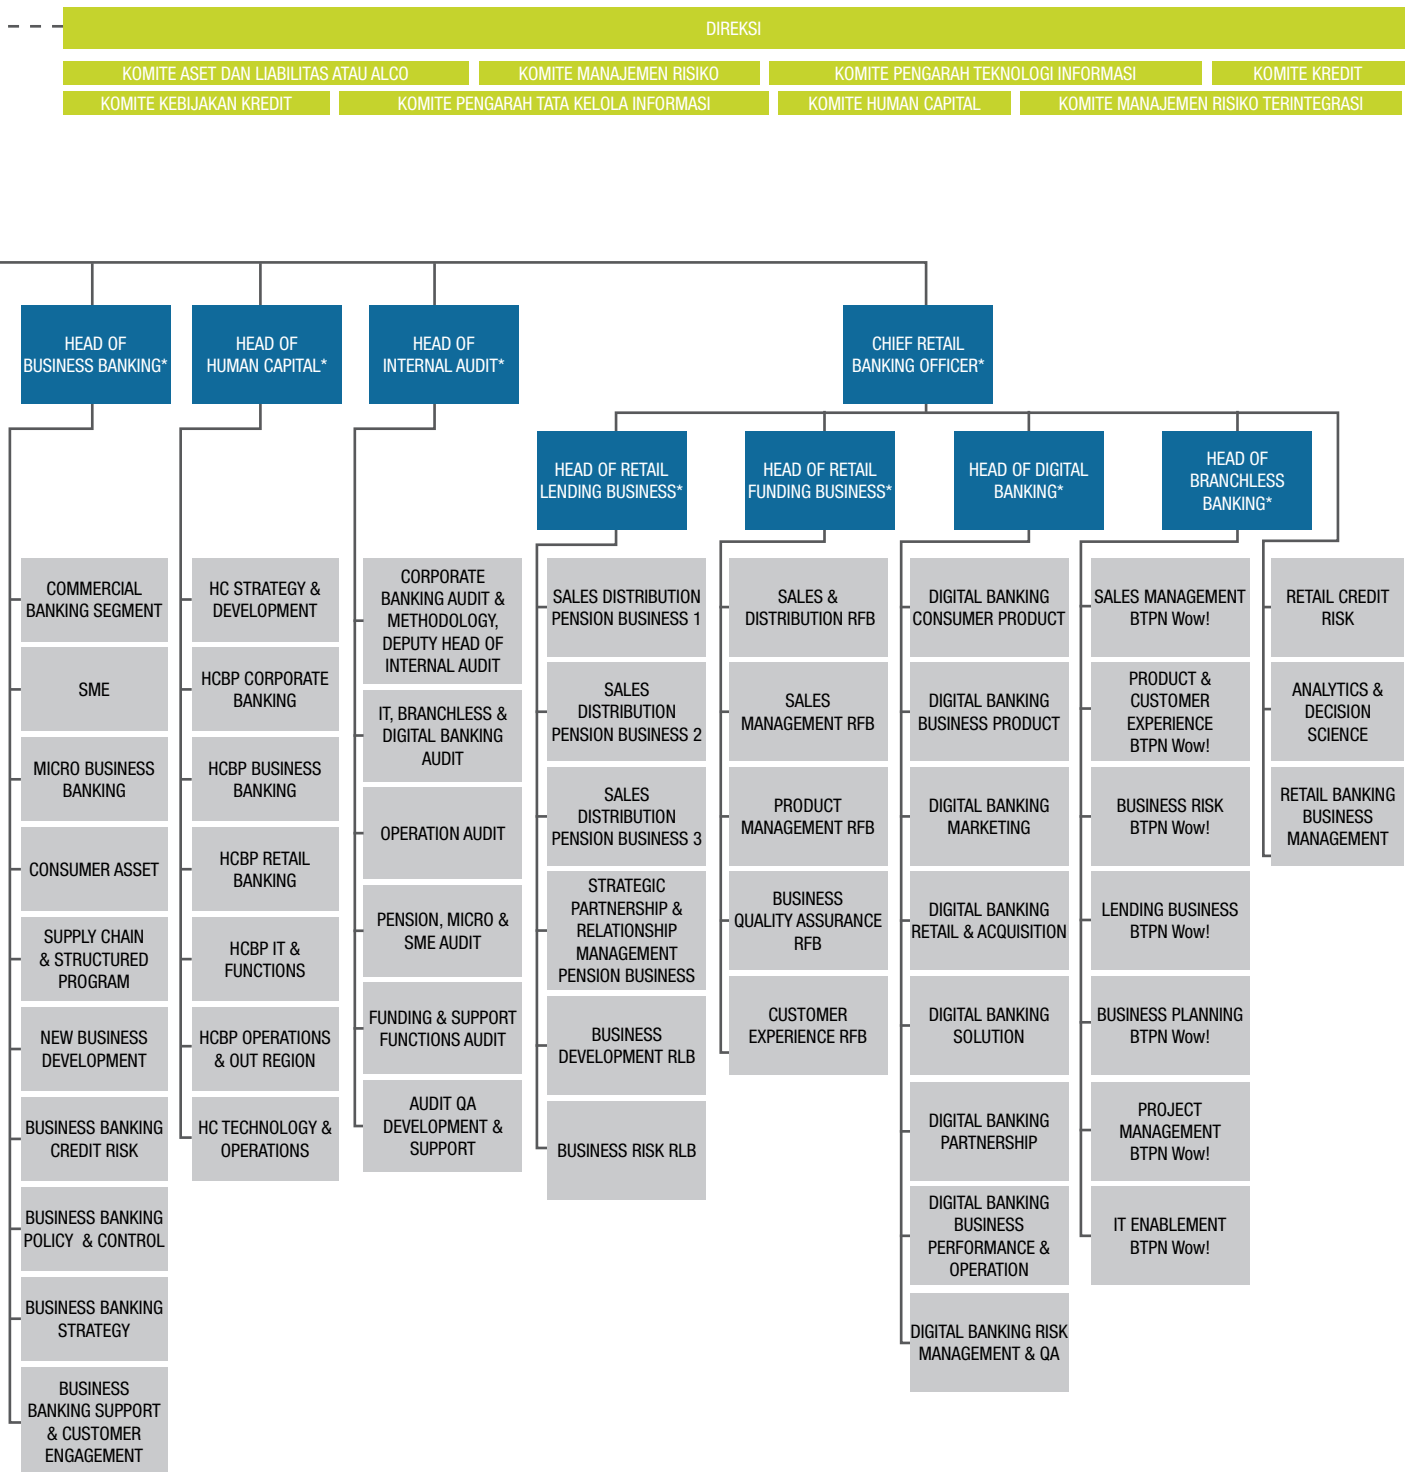 DIREKSI
KOMITE ASET DAN LIABILITAS ATAU ALCO
KOMITE MANAJEMEN RISIKO
KOMITE PENGARAH TEKNOLOGI INFORMASI
KOMITE KREDIT
KOMITE KEBIJAKAN KREDIT
KOMITE PENGARAH TATA KELOLA INFORMASI
KOMITE HUMAN CAPITAL
KOMITE MANAJEMEN RISIKO TERINTEGRASI
HEAD OF
BUSINESS BANKING*
HEAD OF
HUMAN CAPITAL*
HEAD OF
INTERNAL AUDIT*
CHIEF RETAIL
BANKING OFFICER*
HEAD OF RETAIL
LENDING BUSINESS*
HEAD OF RETAIL
FUNDING BUSINESS*
HEAD OF DIGITAL
BANKING*
HEAD OF
BRANCHLESS
BANKING*
COMMERCIAL
BANKING SEGMENT
SME
MICRO BUSINESS
BANKING
CONSUMER ASSET
SUPPLY CHAIN
& STRUCTURED
PROGRAM
NEW BUSINESS
DEVELOPMENT
BUSINESS BANKING
CREDIT RISK
BUSINESS BANKING
POLICY & CONTROL
BUSINESS BANKING
STRATEGY
BUSINESS
BANKING SUPPORT
& CUSTOMER
ENGAGEMENT
HC STRATEGY &
DEVELOPMENT
HCBP CORPORATE
BANKING
HCBP BUSINESS
BANKING
HCBP RETAIL
BANKING
HCBP IT &
FUNCTIONS
HCBP OPERATIONS
& OUT REGION
HC TECHNOLOGY &
OPERATIONS
CORPORATE
BANKING AUDIT &
METHODOLOGY,
DEPUTY HEAD OF
INTERNAL AUDIT
IT, BRANCHLESS &
DIGITAL BANKING
AUDIT
OPERATION AUDIT
PENSION, MICRO &
SME AUDIT
FUNDING & SUPPORT
FUNCTIONS AUDIT
AUDIT QA
DEVELOPMENT &
SUPPORT
SALES DISTRIBUTION
PENSION BUSINESS 1
SALES
DISTRIBUTION
PENSION BUSINESS 2
SALES
DISTRIBUTION
PENSION BUSINESS 3
STRATEGIC
PARTNERSHIP &
RELATIONSHIP
MANAGEMENT
PENSION BUSINESS
BUSINESS
DEVELOPMENT RLB
BUSINESS RISK RLB
SALES &
DISTRIBUTION RFB
SALES
MANAGEMENT RFB
PRODUCT
MANAGEMENT RFB
BUSINESS
QUALITY ASSURANCE
RFB
CUSTOMER
EXPERIENCE RFB
DIGITAL BANKING
CONSUMER PRODUCT
DIGITAL BANKING
BUSINESS PRODUCT
DIGITAL BANKING
MARKETING
DIGITAL BANKING
RETAIL & ACQUISITION
DIGITAL BANKING
SOLUTION
DIGITAL BANKING
PARTNERSHIP
DIGITAL BANKING
BUSINESS
PERFORMANCE &
OPERATION
DIGITAL BANKING RISK
MANAGEMENT & QA
SALES MANAGEMENT
BTPN Wow!
PRODUCT &
CUSTOMER
EXPERIENCE
BTPN Wow!
BUSINESS RISK
BTPN Wow!
LENDING BUSINESS
BTPN Wow!
BUSINESS PLANNING
BTPN Wow!
PROJECT
MANAGEMENT
BTPN Wow!
IT ENABLEMENT
BTPN Wow!
RETAIL CREDIT
RISK
ANALYTICS &
DECISION
SCIENCE
RETAIL BANKING
BUSINESS
MANAGEMENT